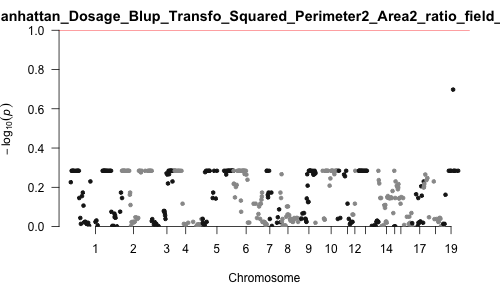 anhattan_Dosage_Blup_Transfo_Squared_Perimeter2_Area2_ratio_field_
1.0
0.8
0.6
0.4
0.2
0.0
− log₁₀(p)
1 2 3 4 5 6 7 8 9 10 12 14 17 19
Chromosome